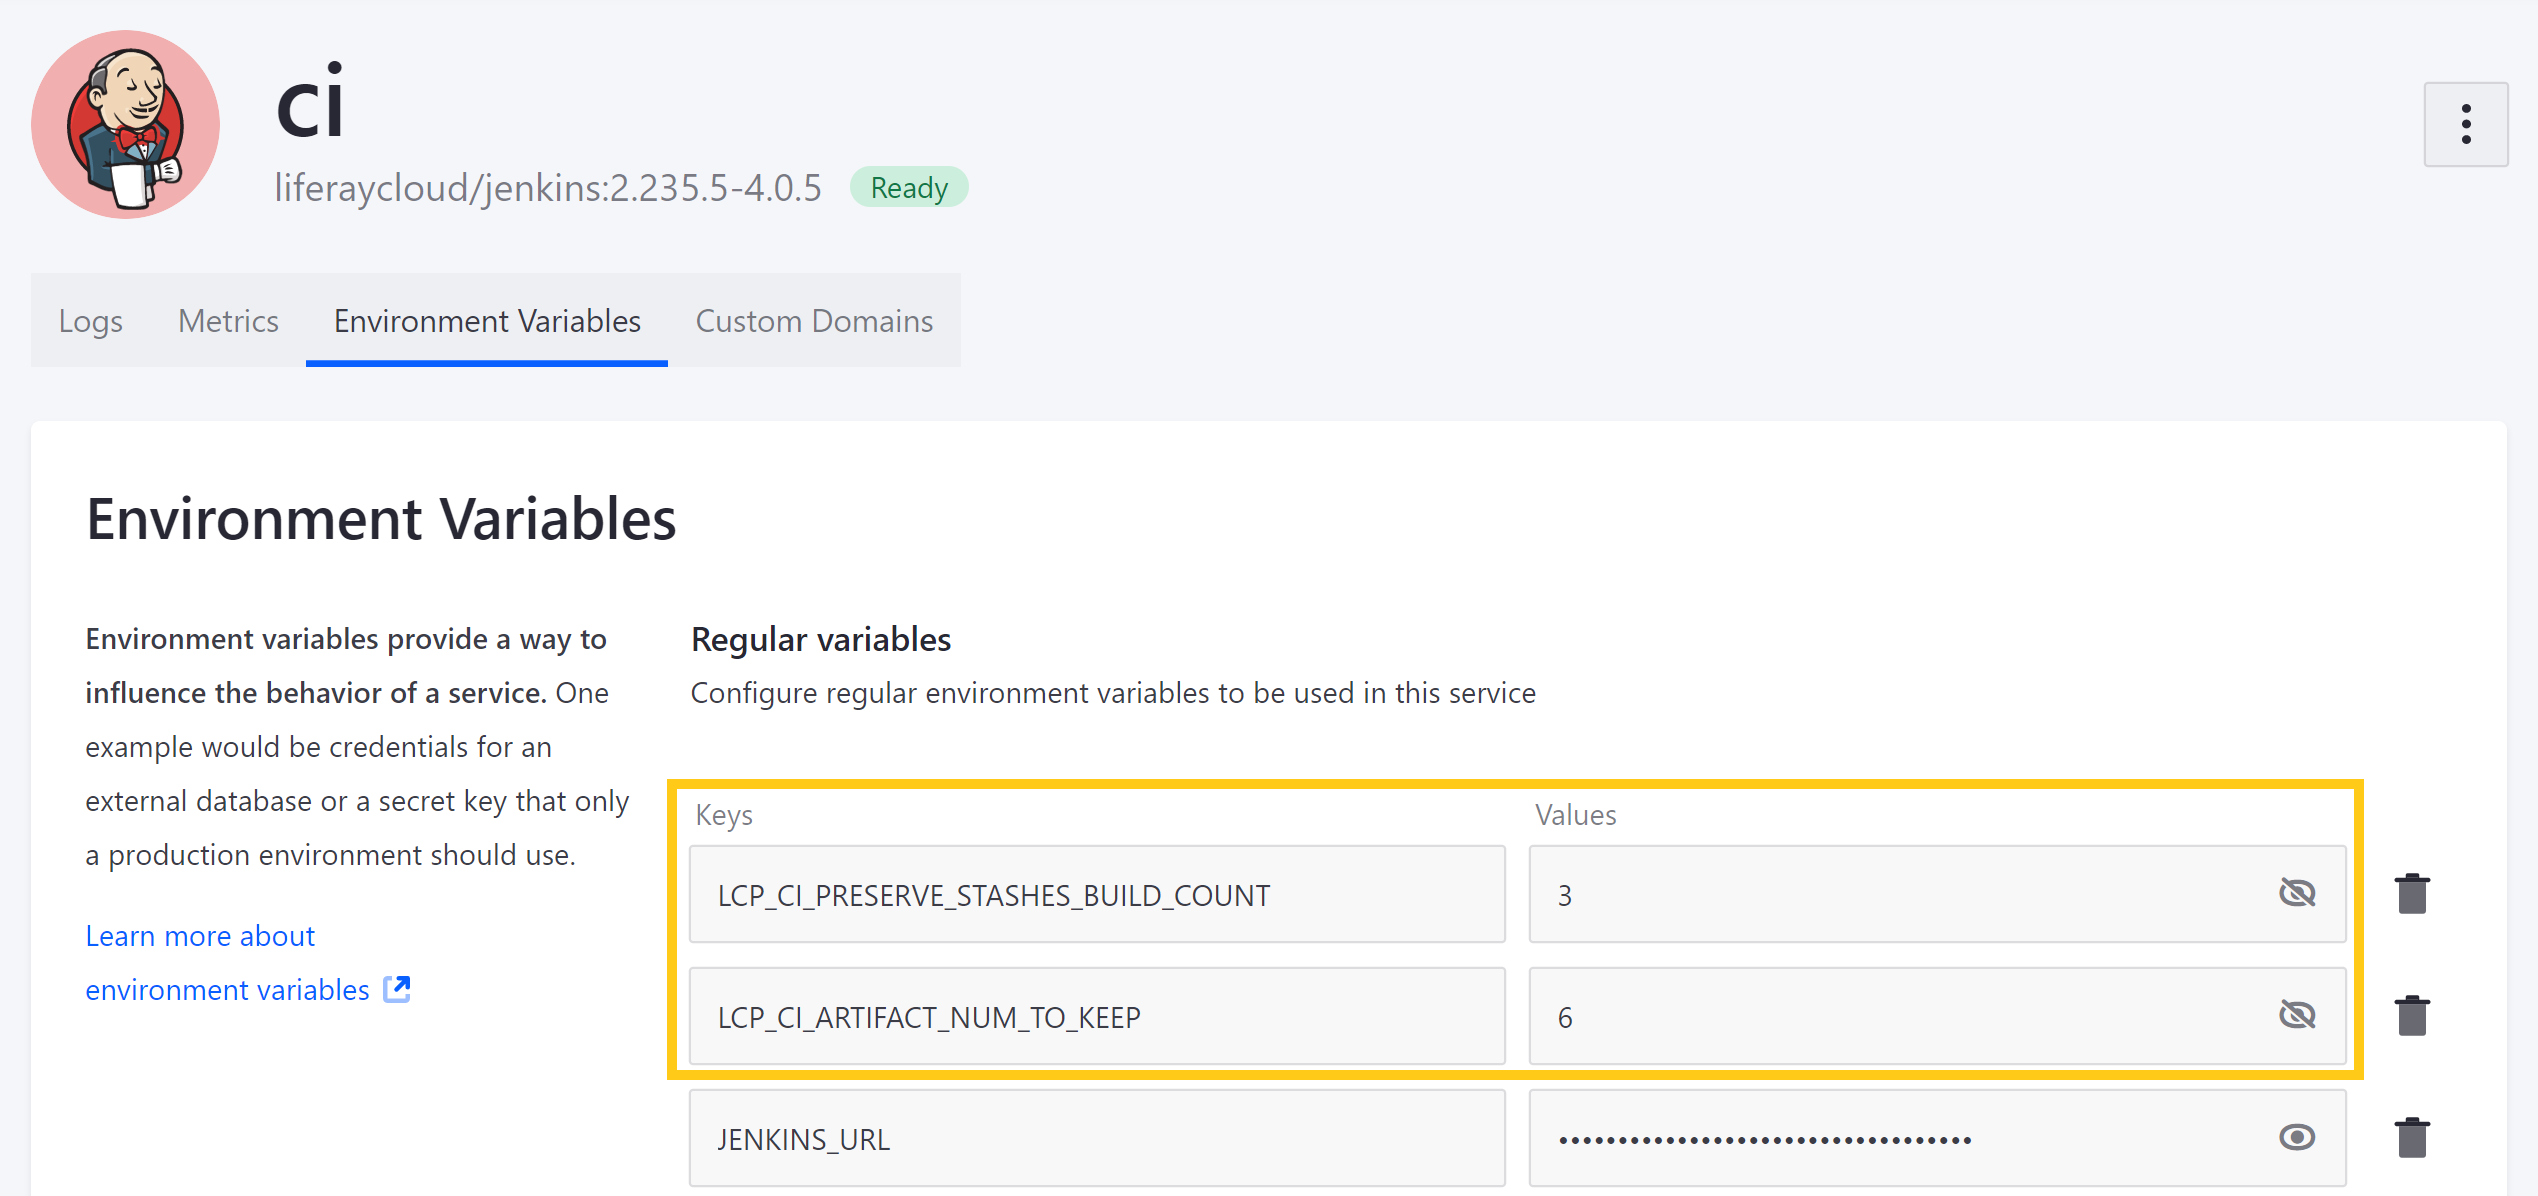 ci
liferaycloud/jenkins:2.235.5-4.0.5 Ready
Logs Metrics Environment Variables Custom Domains
Environment Variables
Environment variables provide a way to
influence the behavior of a service. One
example would be credentials for an
external database or a secret key that only
a production environment should use.
Learn more about
environment variables
Regular variables
Configure regular environment variables to be used in this service
Keys Values
LCP_CI_PRESERVE_STASHES_BUILD_COUNT 3
LCP_CI_ARTIFACT_NUM_TO_KEEP 6
JENKINS_URL •••••••••••••••••••••••••••••••••••